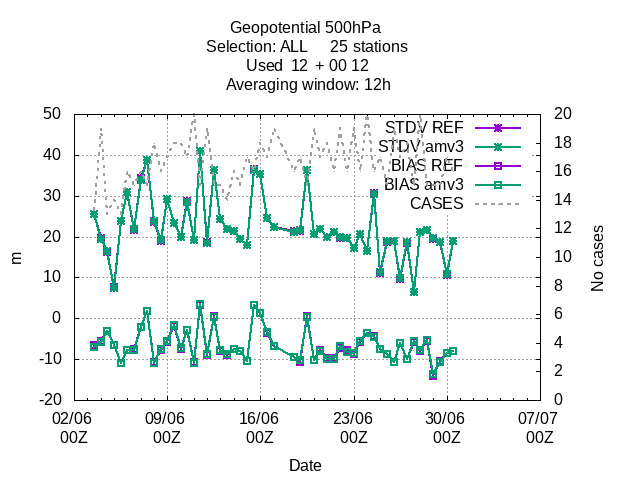 Geopotential 500hPa
Selection: ALL 25 stations
Used 12 + 00 12
Averaging window: 12h
50
40
30
20
10
0
-10
-20
m
20
18
16
14
12
10
8
6
4
2
0
No cases
STDV REF
STDV amv3
BIAS REF
BIAS amv3
CASES
02/06 09/06 16/06 23/06 30/06 07/07
00Z 00Z 00Z 00Z 00Z 00Z
Date